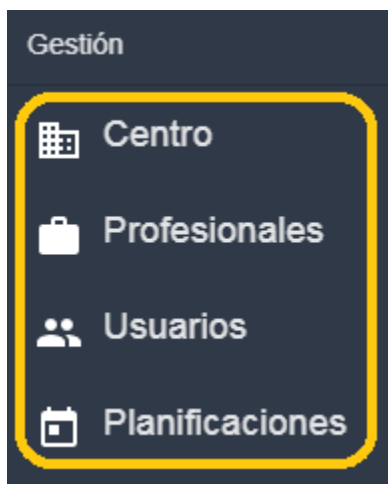 Gestión
Centro
Profesionales
Usuarios
Planificaciones